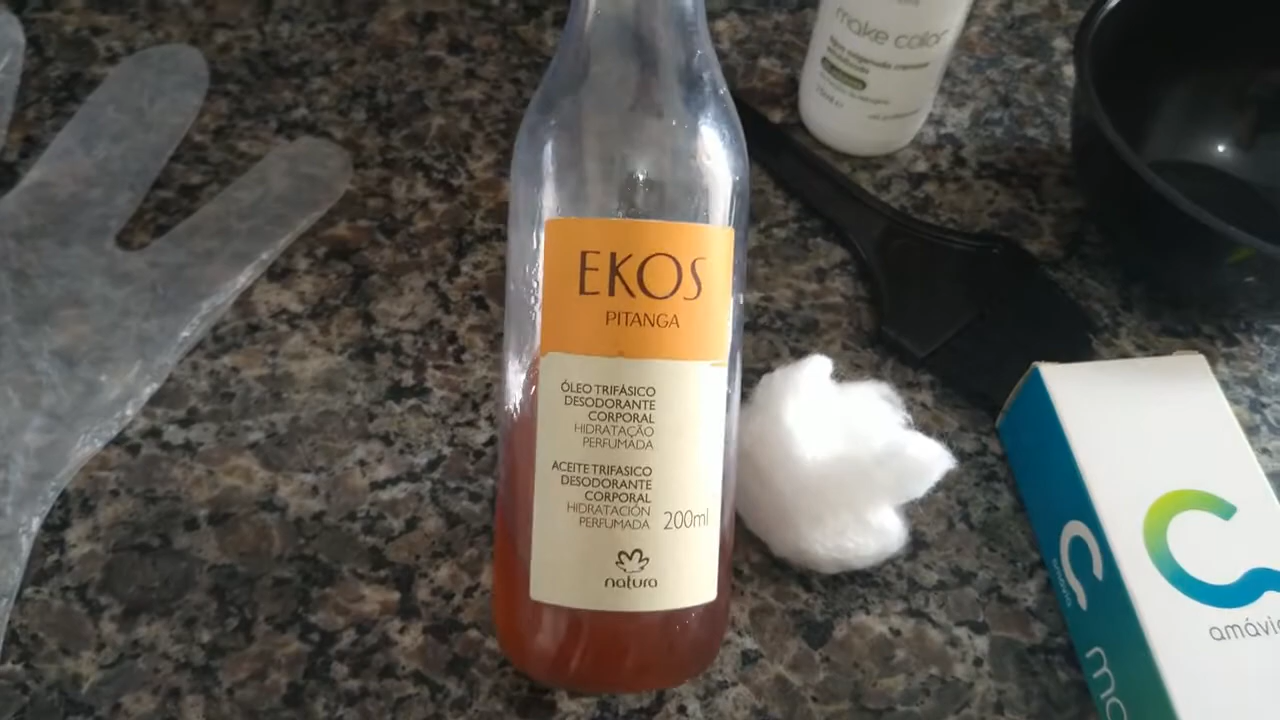 EKOS
PITANGA
ÓLEO TRIFÁSICO
DESODORANTE
CORPORAL
HIDRATAÇÃO
PERFUMADA
ACEITE TRIFASICO
DESODORANTE
CORPORAL
HIDRATACIÓN
PERFUMADA
200ml
natura
make color
amávia